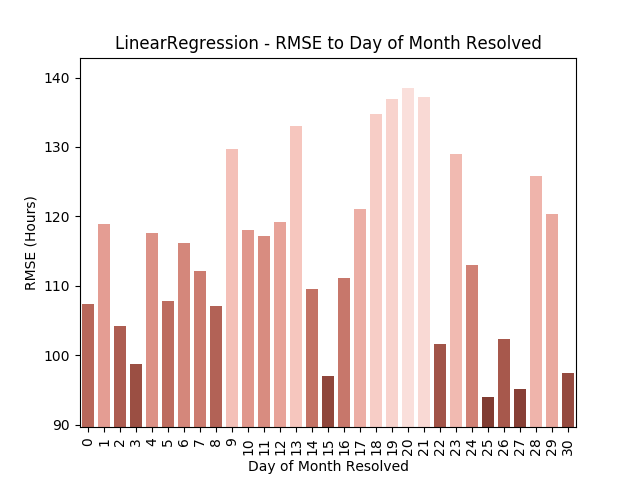 LinearRegression - RMSE to Day of Month Resolved
140
130
120
110
100
90
RMSE (Hours)
0 1 2 3 4 5 6 7 8 9 10 11 12 13 14 15 16 17 18 19 20 21 22 23 24 25 26 27 28 29 30
Day of Month Resolved